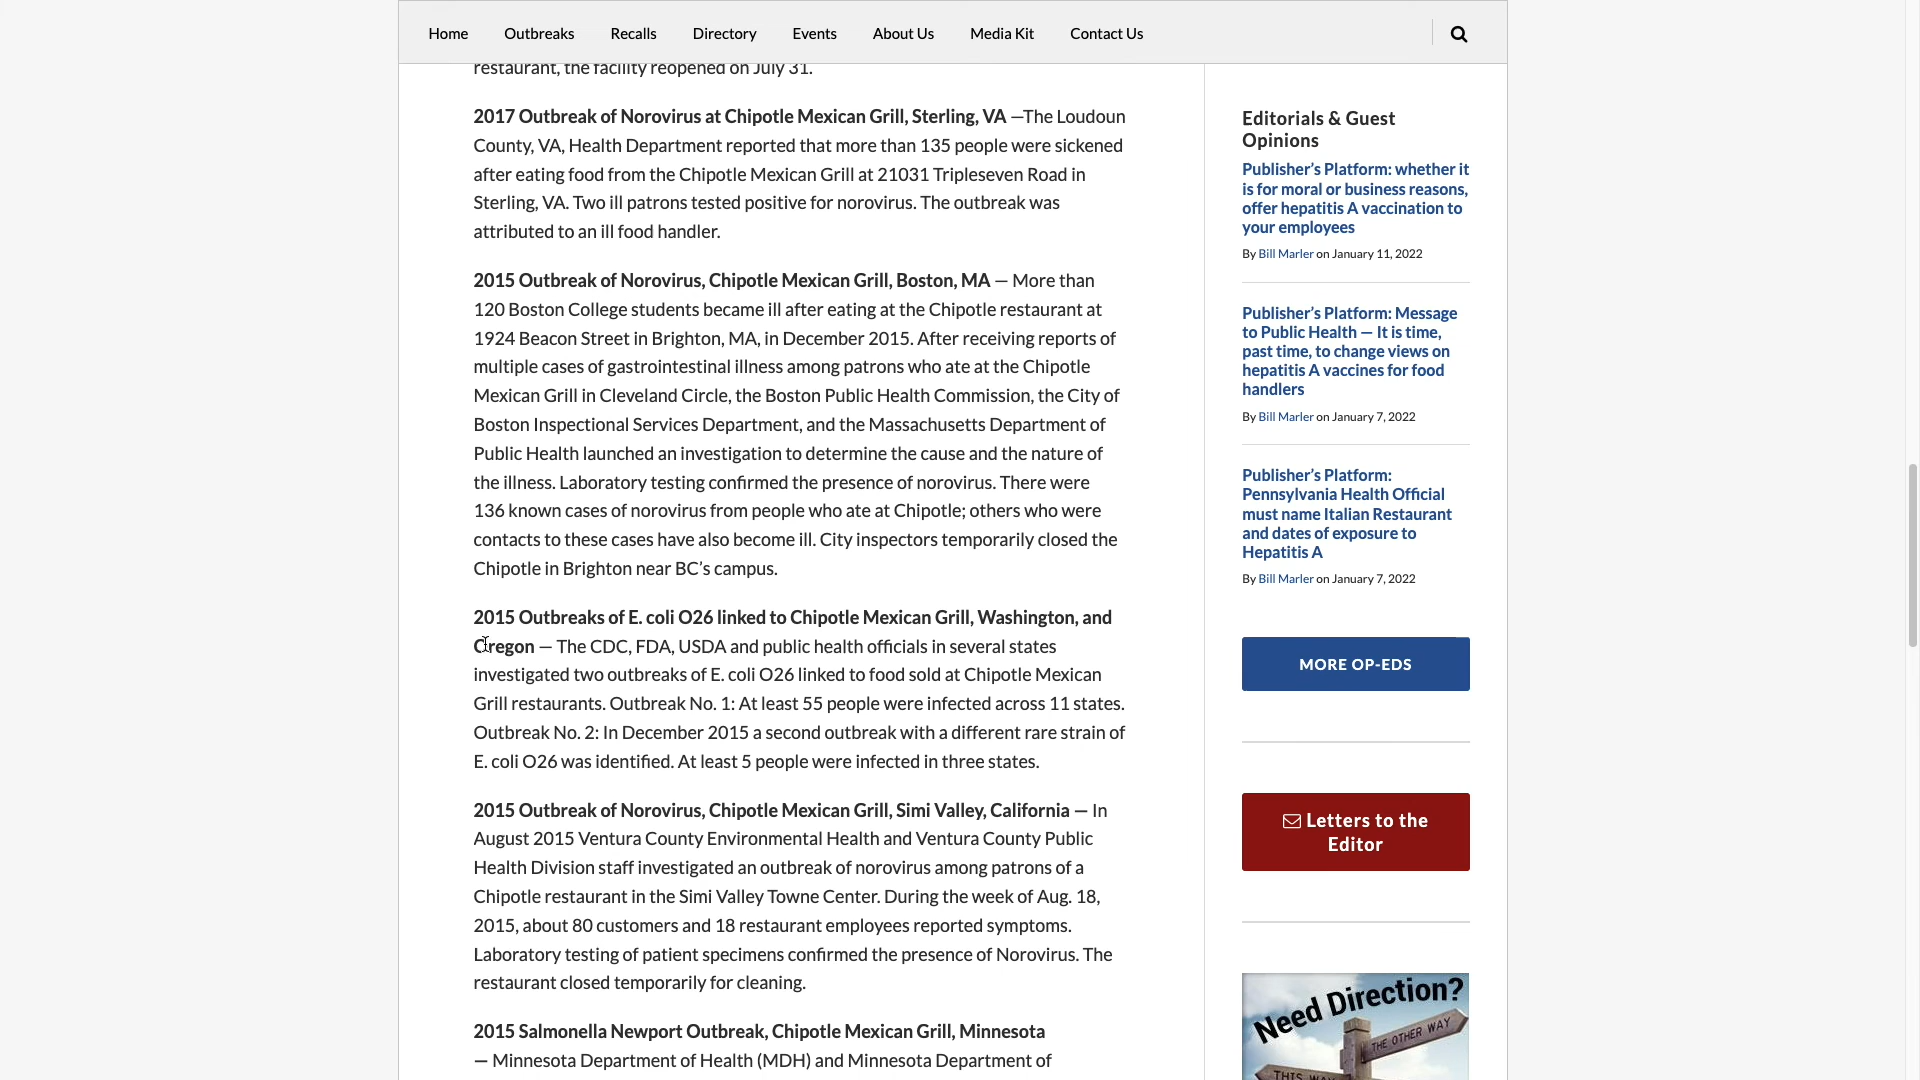 Home Outbreaks Recalls Directory Events About Us Media Kit Contact Us
restaurant, the facility reopened on July 31.
2017 Outbreak of Norovirus at Chipotle Mexican Grill, Sterling, VA —The Loudoun
County, VA, Health Department reported that more than 135 people were sickened
after eating food from the Chipotle Mexican Grill at 21031 Tripleseven Road in
Sterling, VA. Two ill patrons tested positive for norovirus. The outbreak was
attributed to an ill food handler.
2015 Outbreak of Norovirus, Chipotle Mexican Grill, Boston, MA — More than
120 Boston College students became ill after eating at the Chipotle restaurant at
1924 Beacon Street in Brighton, MA, in December 2015. After receiving reports of
multiple cases of gastrointestinal illness among patrons who ate at the Chipotle
Mexican Grill in Cleveland Circle, the Boston Public Health Commission, the City of
Boston Inspectional Services Department, and the Massachusetts Department of
Public Health launched an investigation to determine the cause and the nature of
the illness. Laboratory testing confirmed the presence of norovirus. There were
136 known cases of norovirus from people who ate at Chipotle; others who were
contacts to these cases have also become ill. City inspectors temporarily closed the
Chipotle in Brighton near BC’s campus.
2015 Outbreaks of E. coli O26 linked to Chipotle Mexican Grill, Washington, and
Oregon — The CDC, FDA, USDA and public health officials in several states
investigated two outbreaks of E. coli O26 linked to food sold at Chipotle Mexican
Grill restaurants. Outbreak No. 1: At least 55 people were infected across 11 states.
Outbreak No. 2: In December 2015 a second outbreak with a different rare strain of
E. coli O26 was identified. At least 5 people were infected in three states.
2015 Outbreak of Norovirus, Chipotle Mexican Grill, Simi Valley, California — In
August 2015 Ventura County Environmental Health and Ventura County Public
Health Division staff investigated an outbreak of norovirus among patrons of a
Chipotle restaurant in the Simi Valley Towne Center. During the week of Aug. 18,
2015, about 80 customers and 18 restaurant employees reported symptoms.
Laboratory testing of patient specimens confirmed the presence of Norovirus. The
restaurant closed temporarily for cleaning.
2015 Salmonella Newport Outbreak, Chipotle Mexican Grill, Minnesota
— Minnesota Department of Health (MDH) and Minnesota Department of
Editorials & Guest
Opinions
Publisher’s Platform: whether it
is for moral or business reasons,
offer hepatitis A vaccination to
your employees
By Bill Marler on January 11, 2022
Publisher’s Platform: Message
to Public Health — It is time,
past time, to change views on
hepatitis A vaccines for food
handlers
By Bill Marler on January 7, 2022
Publisher’s Platform:
Pennsylvania Health Official
must name Italian Restaurant
and dates of exposure to
Hepatitis A
By Bill Marler on January 7, 2022
MORE OP-EDS
Letters to the
Editor
Need Direction?
THE OTHER WAY
THIS WAY